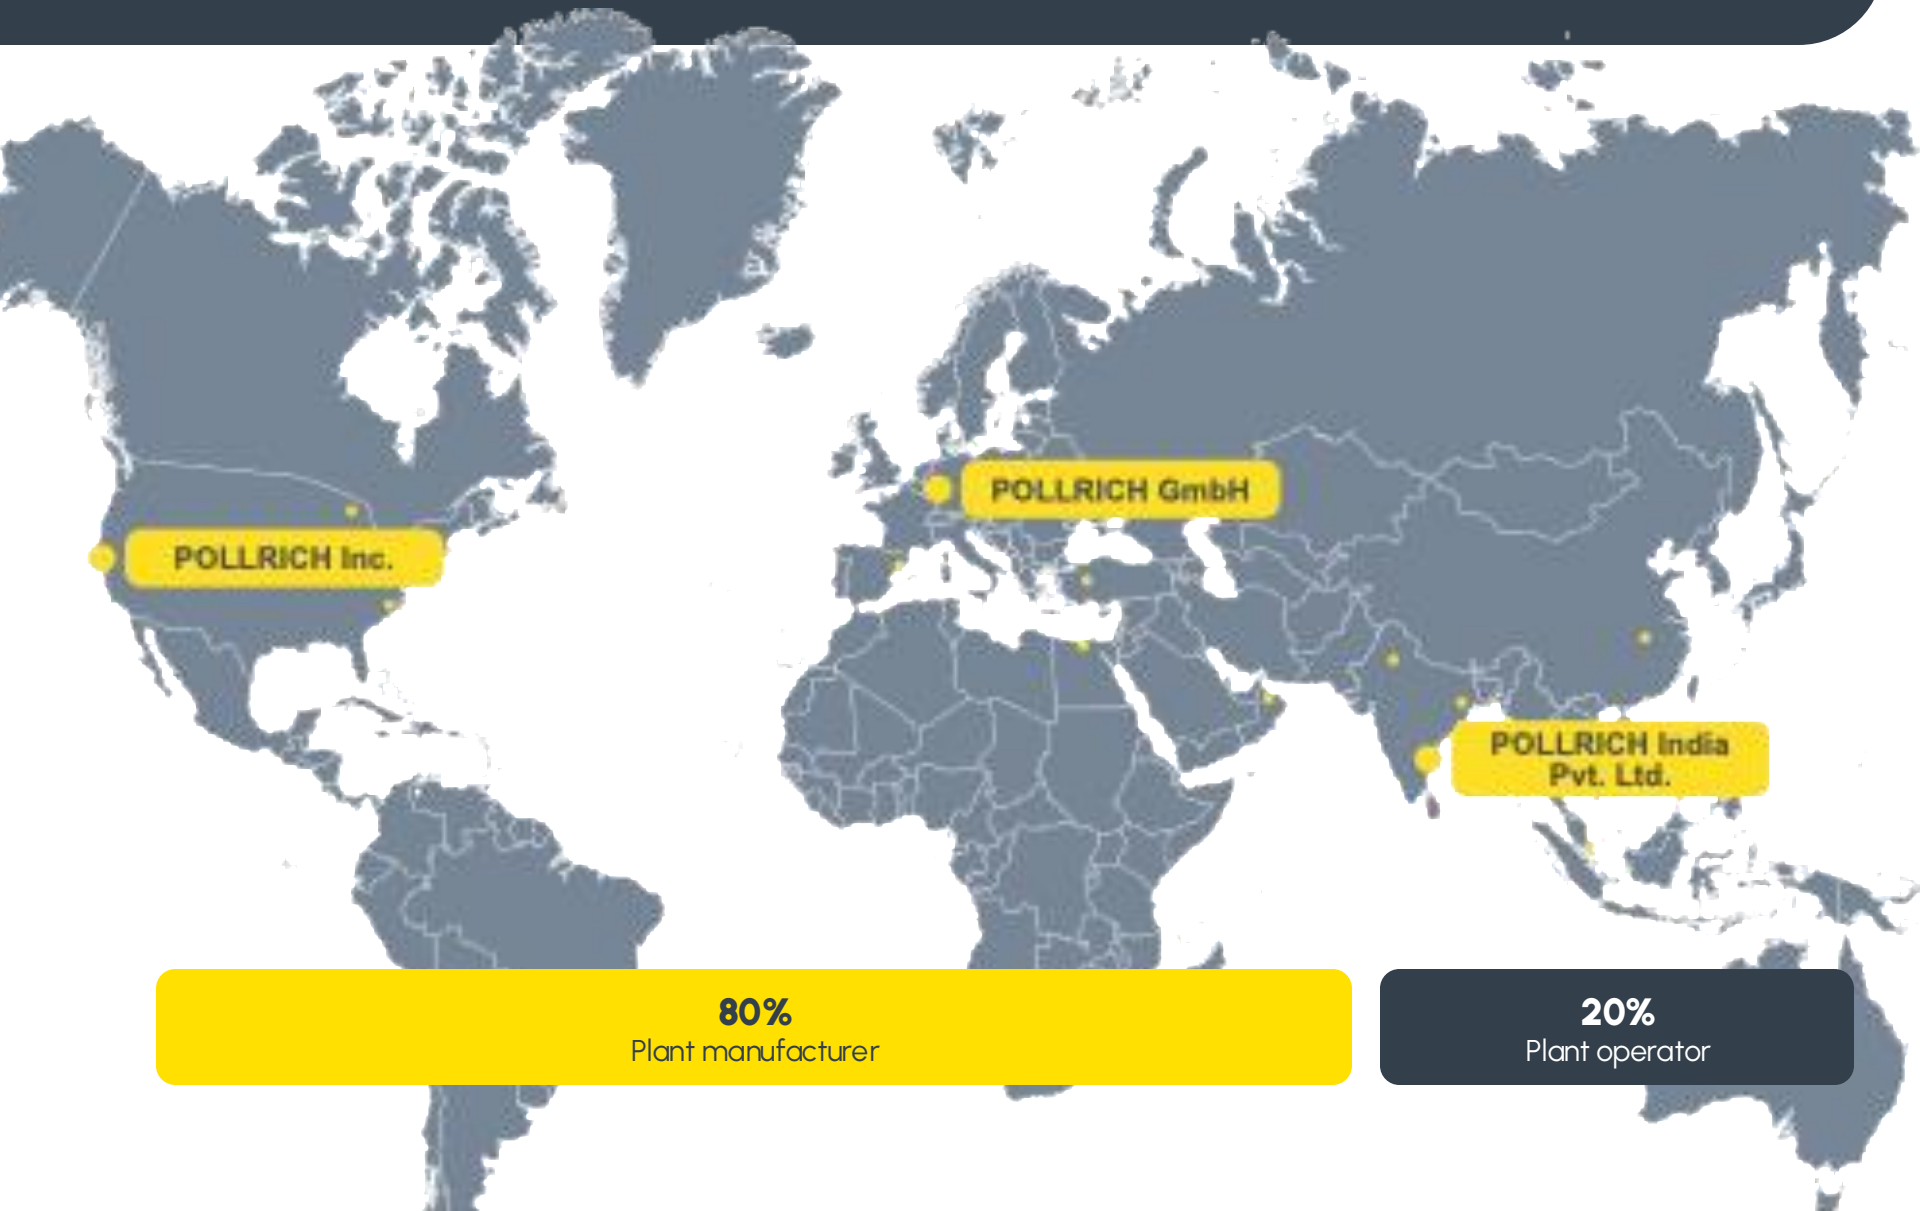 POLLRICH GmbH
POLLRICH Inc.
POLLRICH India
Pvt. Ltd.
80%
Plant manufacturer
20%
Plant operator